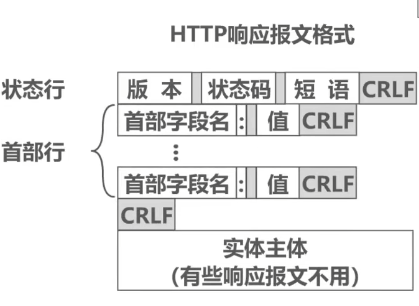 HTTP响应报文格式
状态行 版 本 状态码 短 语 CRLF
首部字段名: 值 CRLF
首部行 ⋮
首部字段名: 值 CRLF
CRLF
实体主体
(有些响应报文不用)